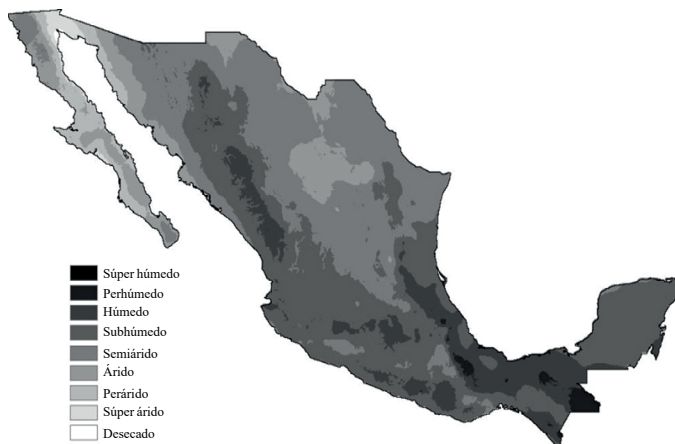 Súper húmedo
Perhúmedo
Húmedo
Subhúmedo
Semiárido
Árido
Perárido
Súper árido
Desecado